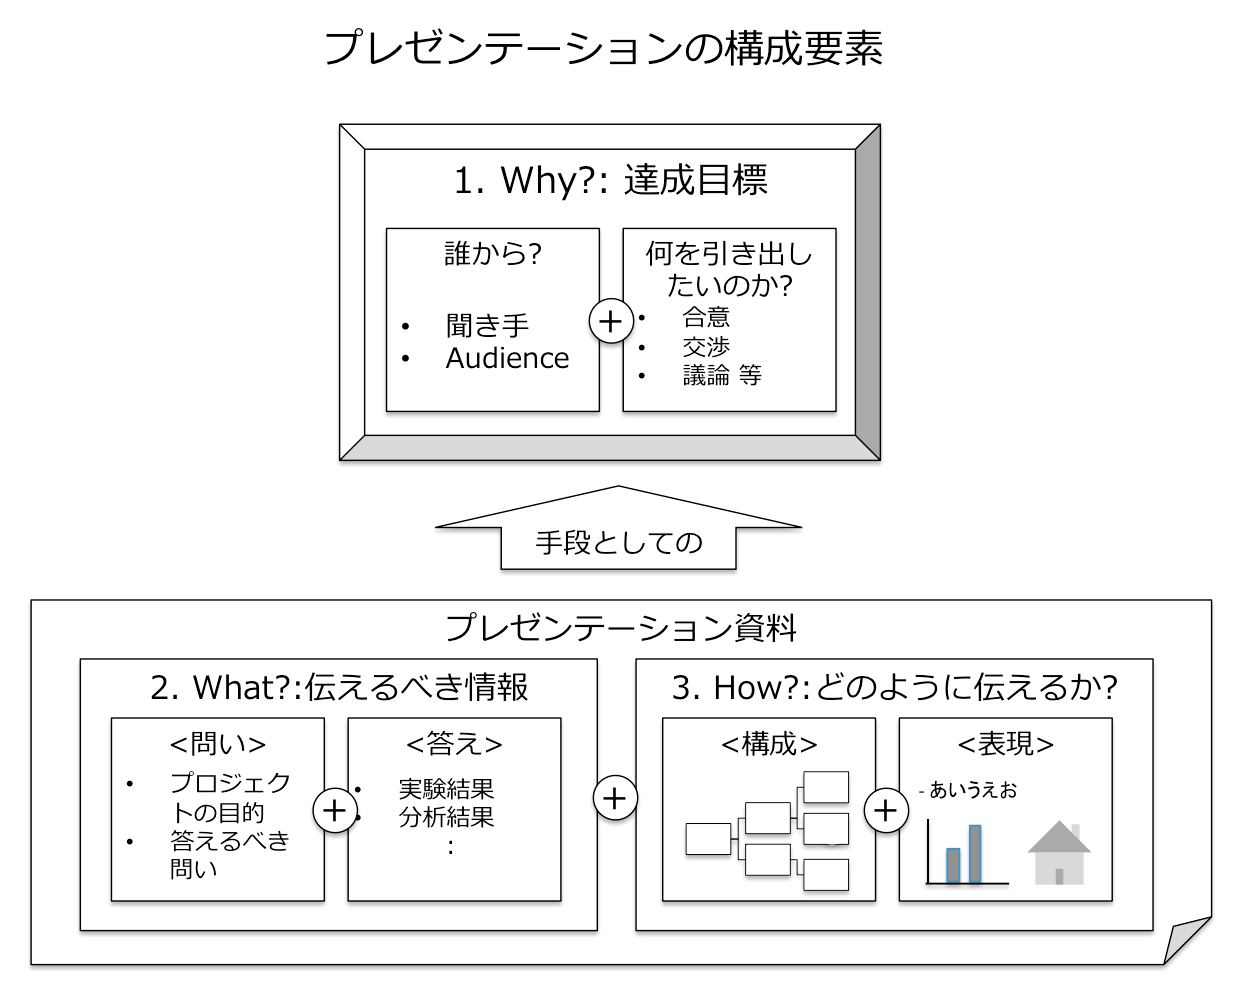 プレゼンテーションの構成要素
1. Why?: 達成目標
誰から?
• 聞き手
• Audience
+
何を引き出し
たいのか?
• 合意
• 交渉
• 議論 等
手段としての
プレゼンテーション資料
2. What?:伝えるべき情報
<問い>
• プロジェク
トの目的
• 答えるべき
問い
+
<答え>
• 実験結果
• 分析結果
:
+
3. How?:どのように伝えるか?
<構成>
+
<表現>
- あいうえお